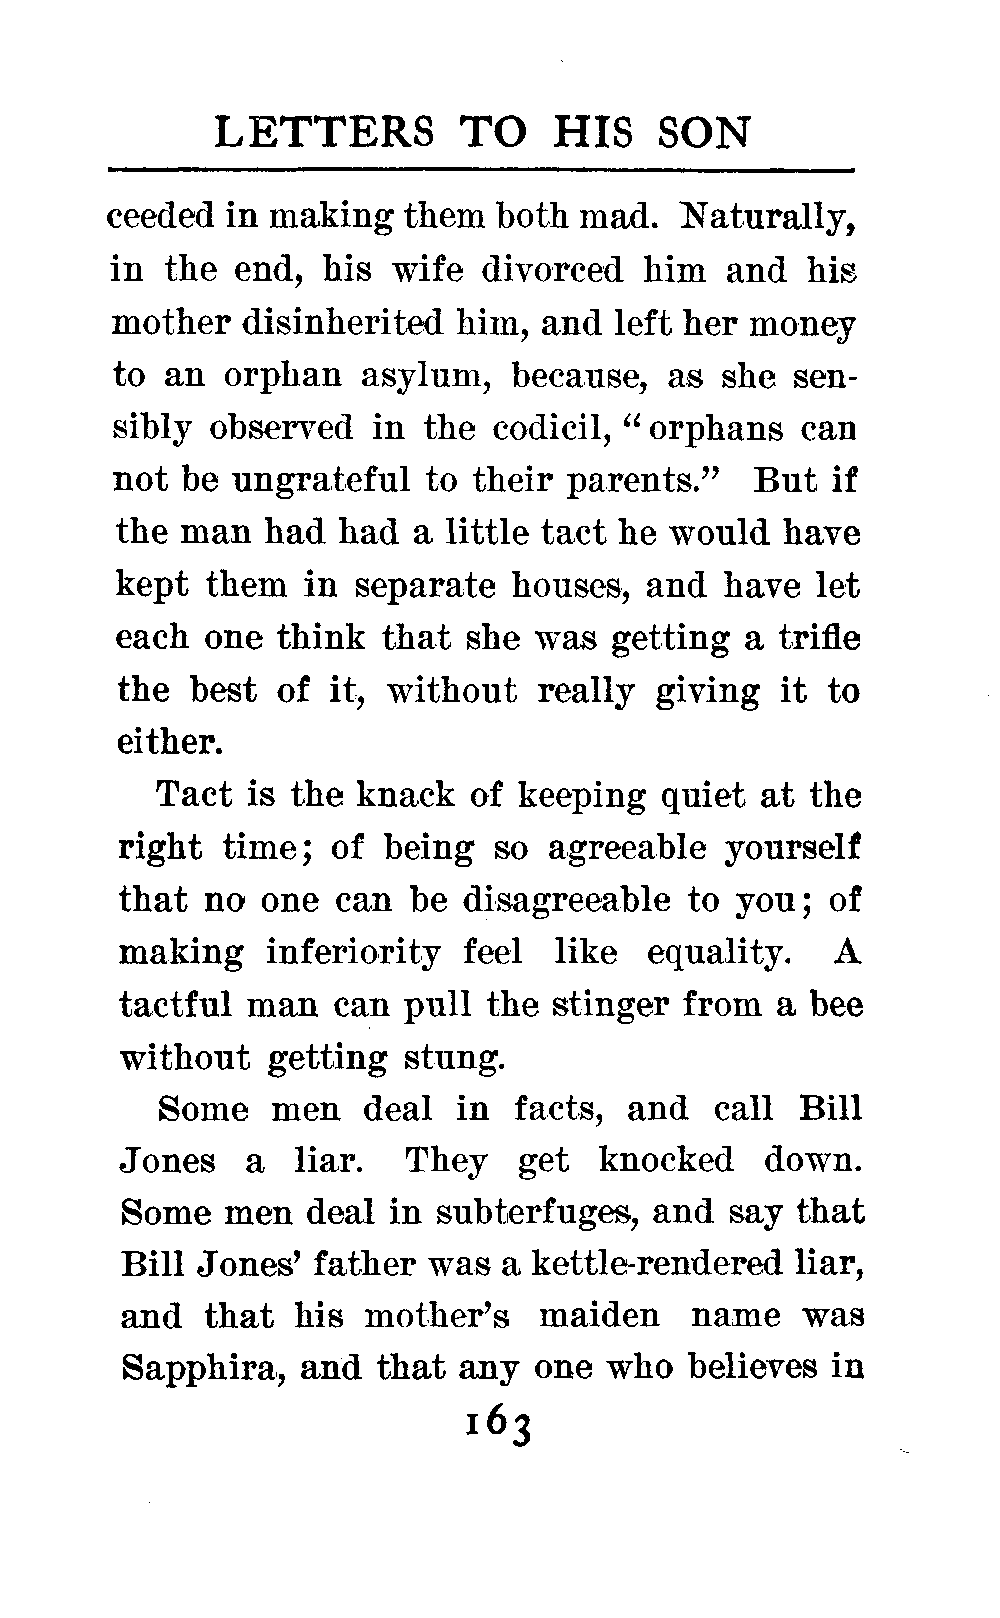 LETTERS TO HIS SON
ceeded in making them both mad. Naturally,
in the end, his wife divorced him and his
mother disinherited him, and left her money
to an orphan asylum, because, as she sen-
sibly observed in the codicil, “orphans can
not be ungrateful to their parents.” But if
the man had had a little tact he would have
kept them in separate houses, and have let
each one think that she was getting a trifle
the best of it, without really giving it to
either.
Tact is the knack of keeping quiet at the
right time; of being so agreeable yourself
that no one can be disagreeable to you; of
making inferiority feel like equality. A
tactful man can pull the stinger from a bee
without getting stung.
Some men deal in facts, and call Bill
Jones a liar. They get knocked down.
Some men deal in subterfuges, and say that
Bill Jones’ father was a kettle-rendered liar,
and that his mother’s maiden name was
Sapphira, and that any one who believes in
163